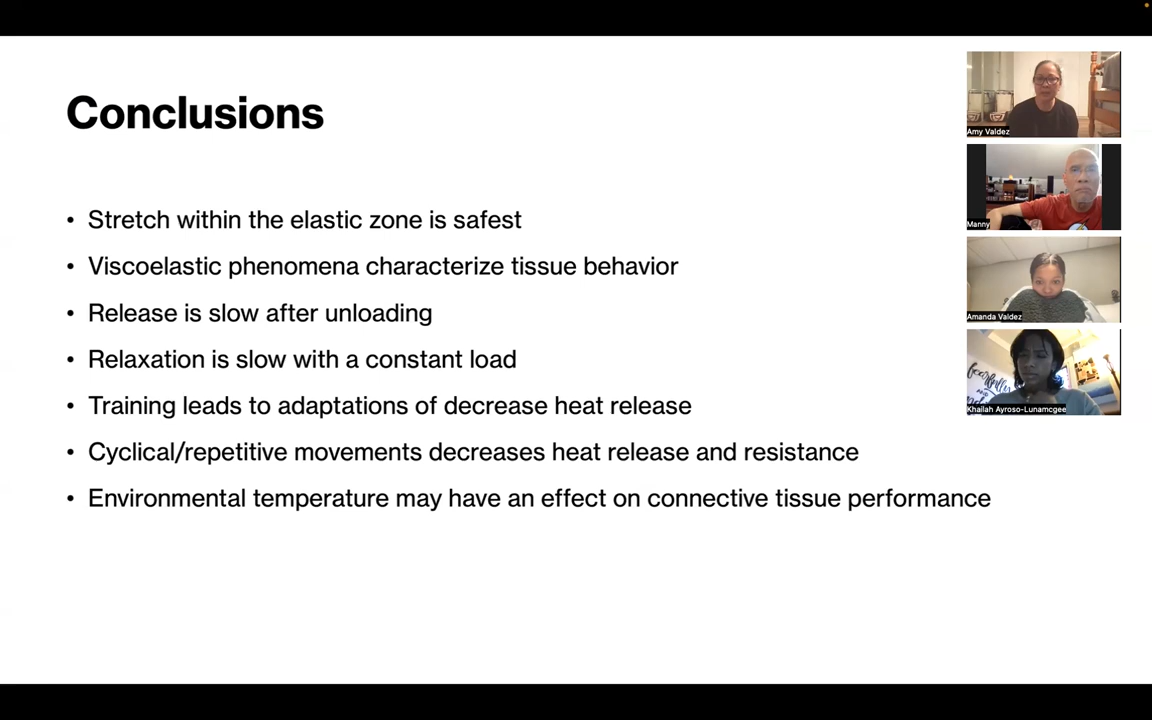 Conclusions
• Stretch within the elastic zone is safest
• Viscoelastic phenomena characterize tissue behavior
• Release is slow after unloading
• Relaxation is slow with a constant load
• Training leads to adaptations of decrease heat release
• Cyclical/repetitive movements decreases heat release and resistance
• Environmental temperature may have an effect on connective tissue performance
Amy Valdez
Manny
Amanda Valdez
fearfully
AND
Khailah Ayroso-Lunamcgee